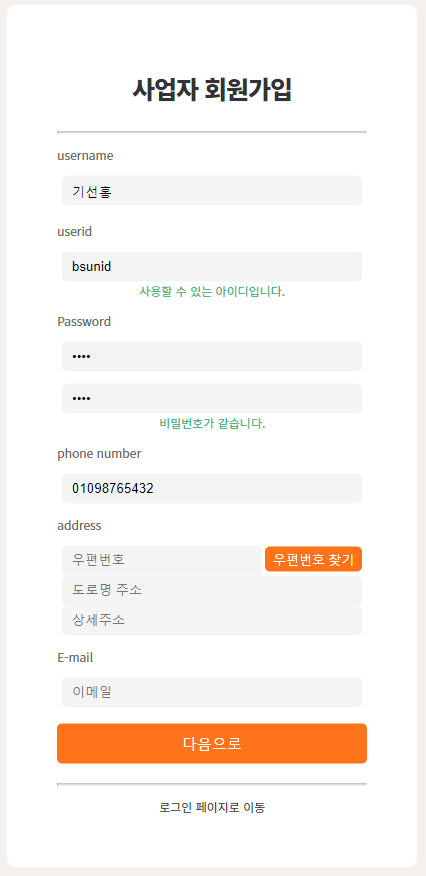 사업자 회원가입
username
기선홍
userid
bsunid
사용할 수 있는 아이디입니다.
Password
••••
••••
비밀번호가 같습니다.
phone number
01098765432
address
우편번호 우편번호 찾기
도로명 주소
상세주소
E-mail
이메일
다음으로
로그인 페이지로 이동